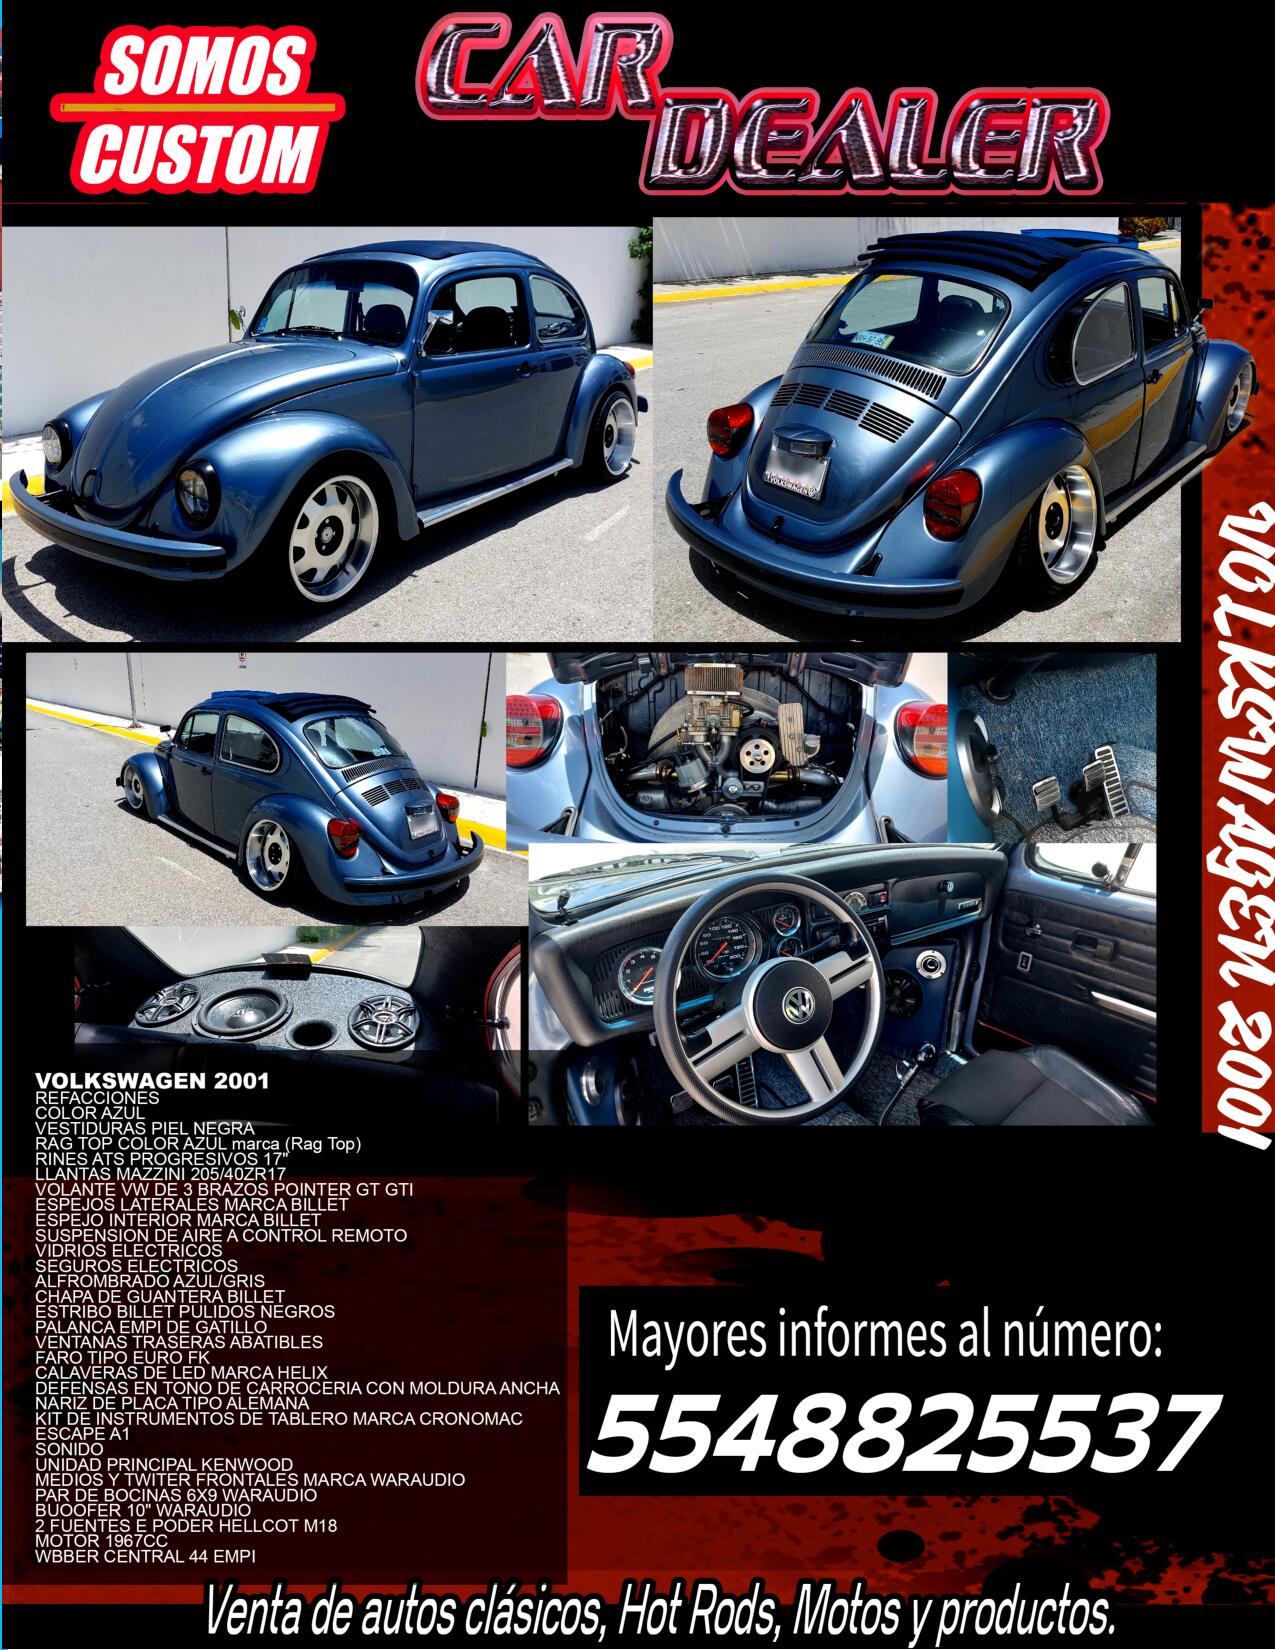 SOMOS
CUSTOM
CAR
DEALER
VOLKSWAGEN 2001
VOLKSWAGEN 2001
REFACCIONES
COLOR AZUL
VESTIDURAS PIEL NEGRA
RAG TOP COLOR AZUL marca (Rag Top)
RINES ATS PROGRESIVOS 17"
LLANTAS MAZZINI 205/40ZR17
VOLANTE VW DE 3 BRAZOS POINTER GT GTI
ESPEJOS LATERALES MARCA BILLET
ESPEJO INTERIOR MARCA BILLET
SUSPENSION DE AIRE A CONTROL REMOTO
VIDRIOS ELECTRICOS
SEGUROS ELECTRICOS
ALFROMBRADO AZUL/GRIS
CHAPA DE GUANTERA BILLET
ESTRIBO BILLET PULIDOS NEGROS
PALANCA EMPI DE GATILLO
VENTANAS TRASERAS ABATIBLES
FARO TIPO EURO FK
CALAVERAS DE LED MARCA HELIX
DEFENSAS EN TONO DE CARROCERIA CON MOLDURA ANCHA
NARIZ DE PLACA TIPO ALEMANA
KIT DE INSTRUMENTOS DE TABLERO MARCA CRONOMAC
ESCAPE A1
SONIDO
UNIDAD PRINCIPAL KENWOOD
MEDIOS Y TWITER FRONTALES MARCA WARAUDIO
PAR DE BOCINAS 6X9 WARAUDIO
BUOOFER 10" WARAUDIO
2 FUENTES E PODER HELLCOT M18
MOTOR 1967CC
WBBER CENTRAL 44 EMPI
Mayores informes al número:
5548825537
Venta de autos clásicos, Hot Rods, Motos y productos.